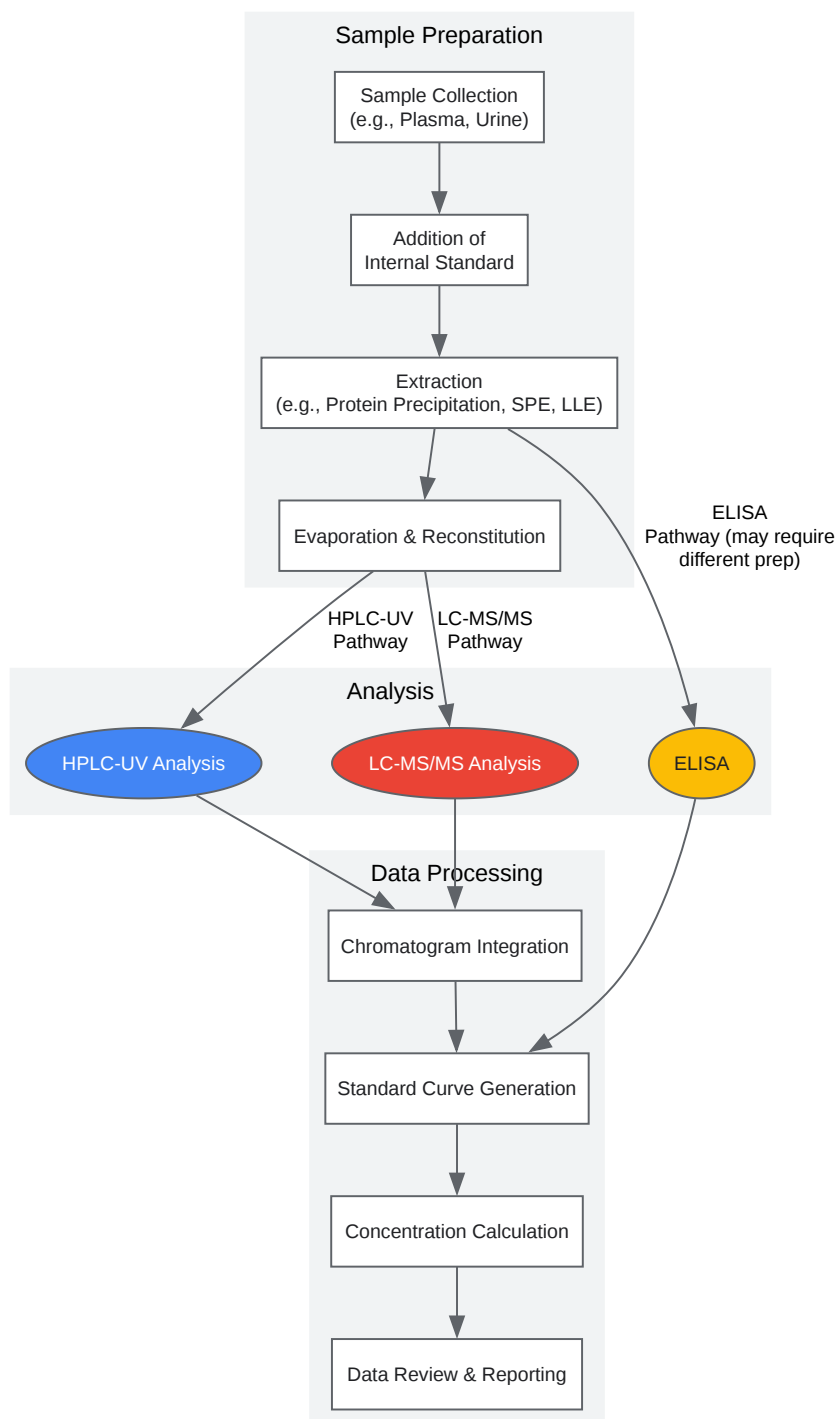 Sample Preparation
Sample Collection
(e.g., Plasma, Urine)
Addition of
Internal Standard
Extraction
(e.g., Protein Precipitation, SPE, LLE)
Evaporation & Reconstitution
ELISA
Pathway (may require
different prep)
HPLC-UV
Pathway
LC-MS/MS
Pathway
Analysis
HPLC-UV Analysis
LC-MS/MS Analysis
ELISA
Data Processing
Chromatogram Integration
Standard Curve Generation
Concentration Calculation
Data Review & Reporting